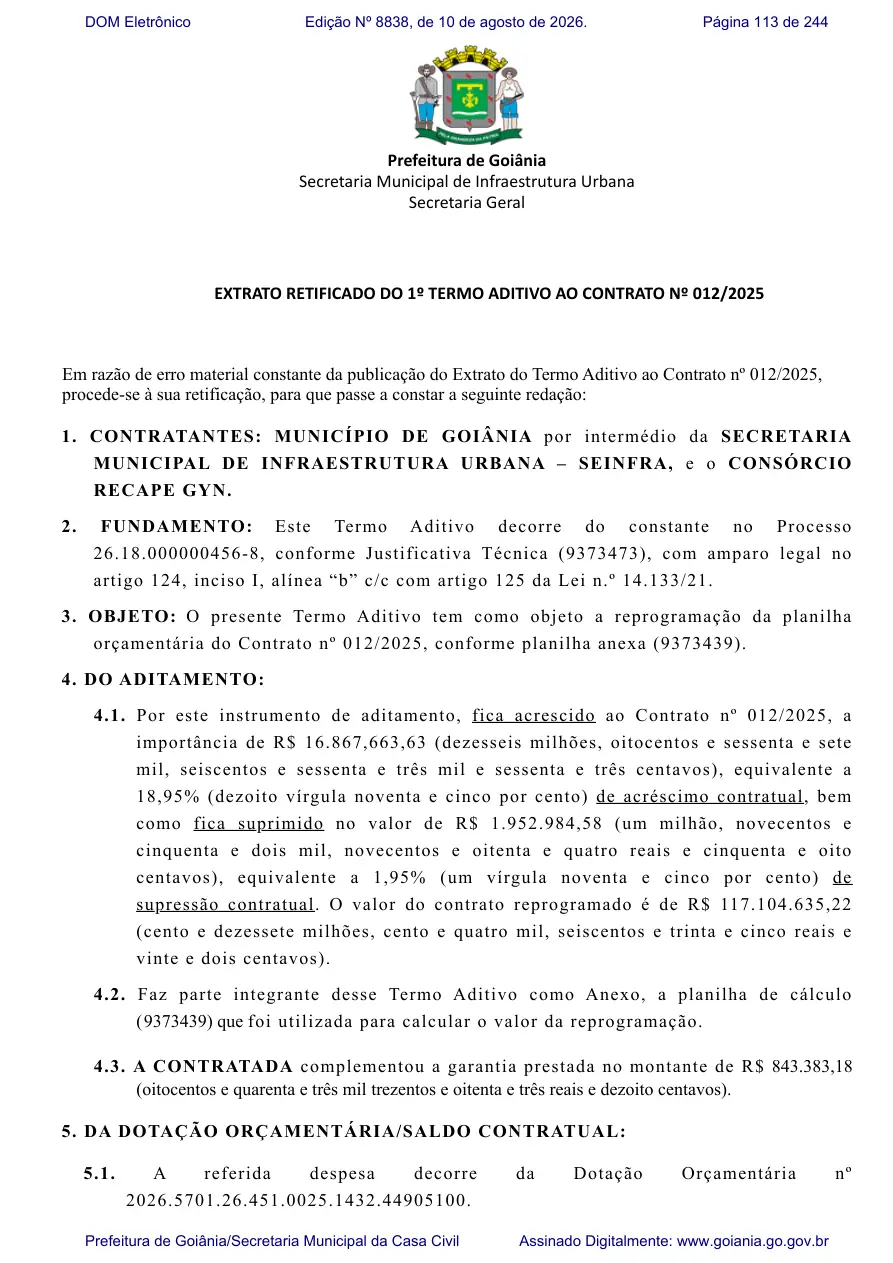 DOM Eletrônico Edição Nº 8838, de 10 de agosto de 2026. Página 113 de 244
PELA GRANDEZA DA PÁTRIA
Prefeitura de Goiânia
Secretaria Municipal de Infraestrutura Urbana
Secretaria Geral
EXTRATO RETIFICADO DO 1º TERMO ADITIVO AO CONTRATO Nº 012/2025
Em razão de erro material constante da publicação do Extrato do Termo Aditivo ao Contrato nº 012/2025,
procede-se à sua retificação, para que passe a constar a seguinte redação:
1. CONTRATANTES: MUNICÍPIO DE GOIÂNIA por intermédio da SECRETARIA
MUNICIPAL DE INFRAESTRUTURA URBANA – SEINFRA, e o CONSÓRCIO
RECAPE GYN.
2. FUNDAMENTO: Este Termo Aditivo decorre do constante no Processo
26.18.000000456-8, conforme Justificativa Técnica (9373473), com amparo legal no
artigo 124, inciso I, alínea “b” c/c com artigo 125 da Lei n.º 14.133/21.
3. OBJETO: O presente Termo Aditivo tem como objeto a reprogramação da planilha
orçamentária do Contrato nº 012/2025, conforme planilha anexa (9373439).
4. DO ADITAMENTO:
4.1. Por este instrumento de aditamento, fica acrescido ao Contrato nº 012/2025, a
importância de R$ 16.867,663,63 (dezesseis milhões, oitocentos e sessenta e sete
mil, seiscentos e sessenta e três mil e sessenta e três centavos), equivalente a
18,95% (dezoito vírgula noventa e cinco por cento) de acréscimo contratual, bem
como fica suprimido no valor de R$ 1.952.984,58 (um milhão, novecentos e
cinquenta e dois mil, novecentos e oitenta e quatro reais e cinquenta e oito
centavos), equivalente a 1,95% (um vírgula noventa e cinco por cento) de
supressão contratual. O valor do contrato reprogramado é de R$ 117.104.635,22
(cento e dezessete milhões, cento e quatro mil, seiscentos e trinta e cinco reais e
vinte e dois centavos).
4.2. Faz parte integrante desse Termo Aditivo como Anexo, a planilha de cálculo
(9373439) que foi utilizada para calcular o valor da reprogramação.
4.3. A CONTRATADA complementou a garantia prestada no montante de R$ 843.383,18
(oitocentos e quarenta e três mil trezentos e oitenta e três reais e dezoito centavos).
5. DA DOTAÇÃO ORÇAMENTÁRIA/SALDO CONTRATUAL:
5.1. A referida despesa decorre da Dotação Orçamentária nº
2026.5701.26.451.0025.1432.44905100.
Prefeitura de Goiânia/Secretaria Municipal da Casa Civil Assinado Digitalmente: www.goiania.go.gov.br